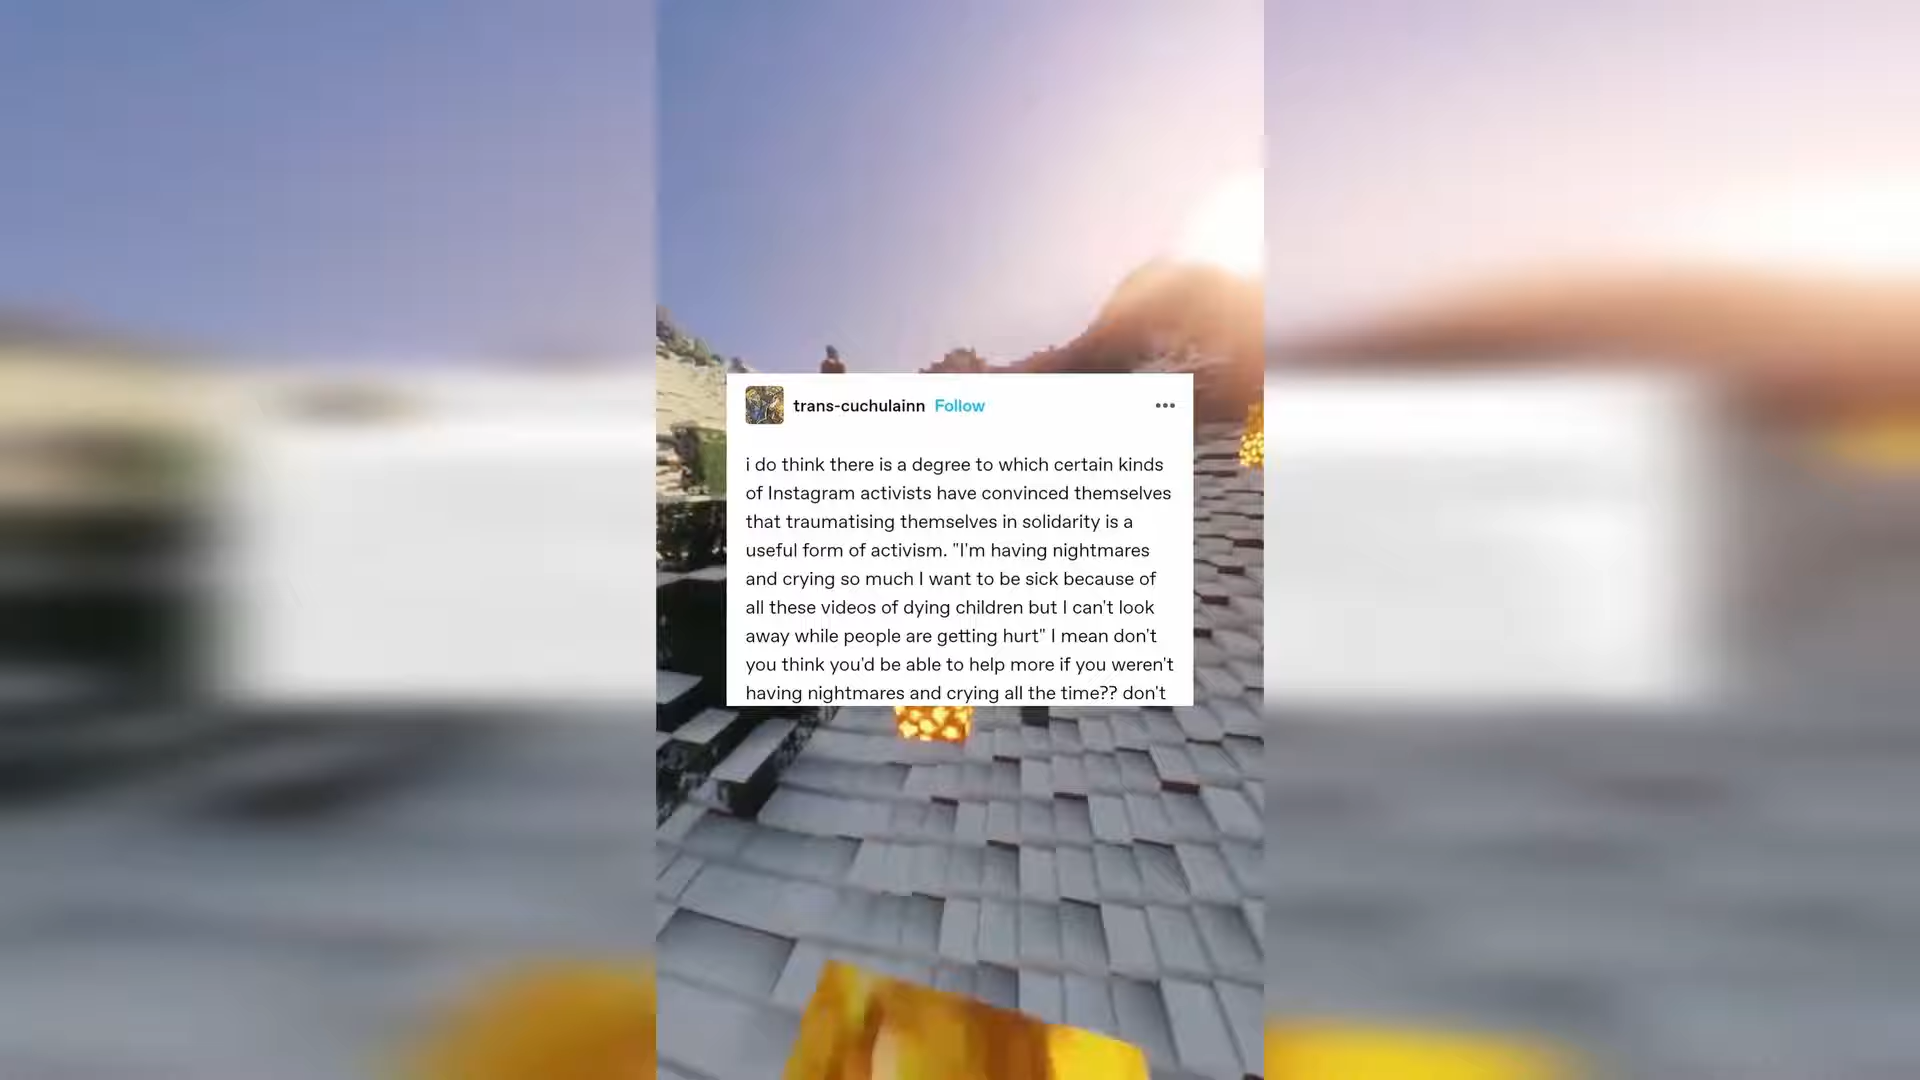 trans-cuchulainn Follow
i do think there is a degree to which certain kinds
of Instagram activists have convinced themselves
that traumatising themselves in solidarity is a
useful form of activism. "I'm having nightmares
and crying so much I want to be sick because of
all these videos of dying children but I can't look
away while people are getting hurt" I mean don't
you think you'd be able to help more if you weren't
having nightmares and crying all the time?? don't